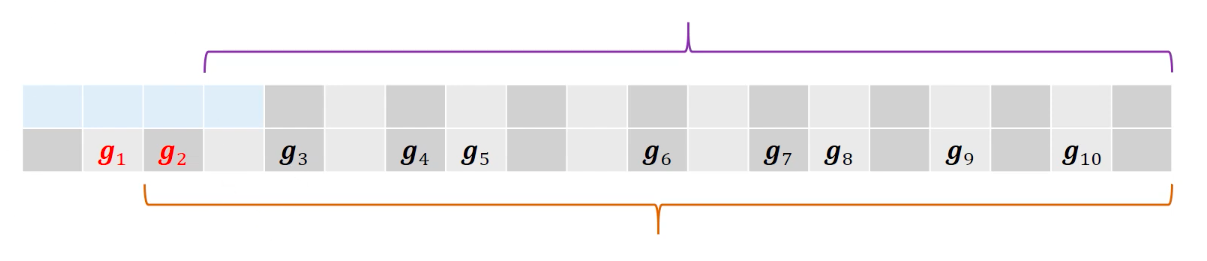 g₁ g₂ g₃ g₄ g₅ g₆ g₇ g₈ g₉ g₁₀